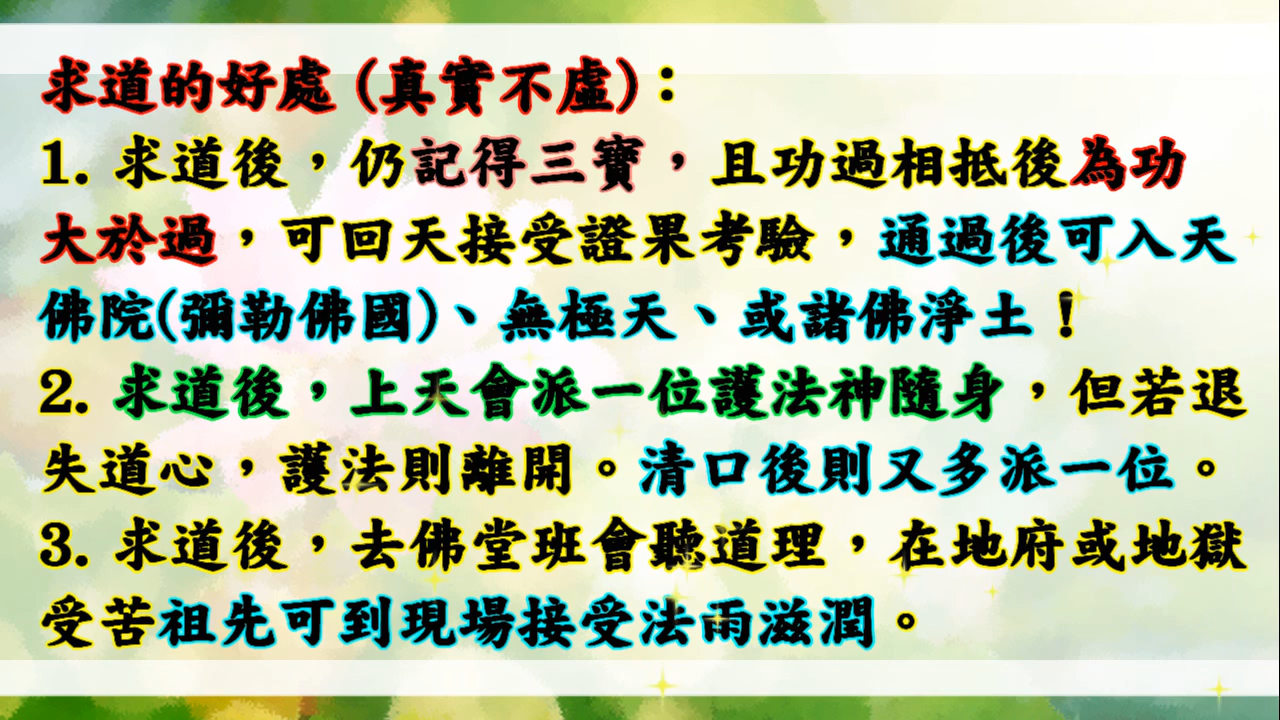 求道的好處 (真實不虛)：
1. 求道後，仍記得三寶，且功過相抵後為功
大於過，可回天接受證果考驗，通過後可入天
佛院(彌勒佛國)、無極天、或諸佛淨土！
2. 求道後，上天會派一位護法神隨身，但若退
失道心，護法則離開。清口後則又多派一位。
3. 求道後，去佛堂班會聽道理，在地府或地獄
受苦祖先可到現場接受法雨滋潤。